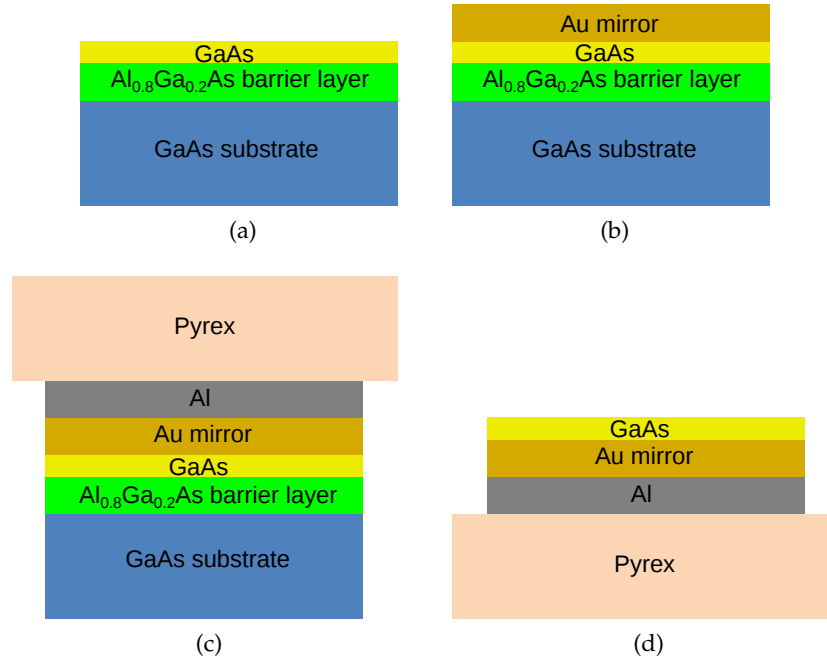 GaAs
Al0.8Ga0.2As barrier layer
GaAs substrate
(a)
Au mirror
GaAs
Al0.8Ga0.2As barrier layer
GaAs substrate
(b)
Pyrex
Al
Au mirror
GaAs
Al0.8Ga0.2As barrier layer
GaAs substrate
(c)
GaAs
Au mirror
Al
Pyrex
(d)